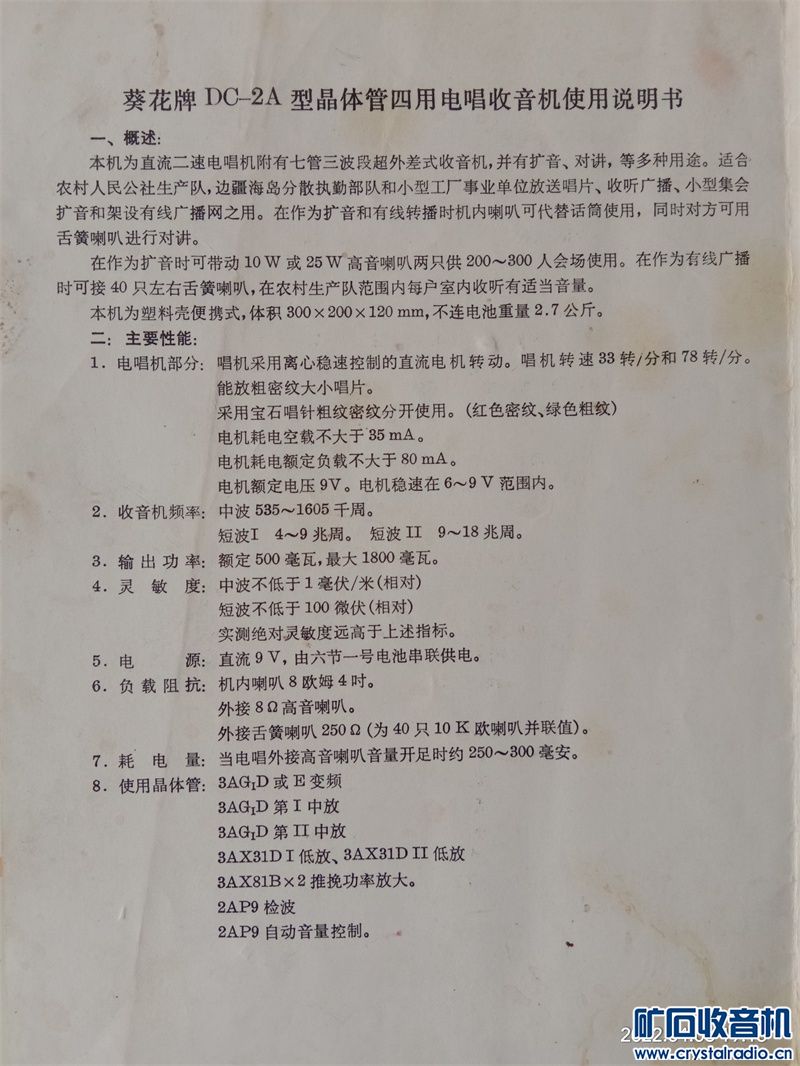 葵花牌 DC-2A 型晶体管四用电唱收音机使用说明书
一、概述：
本机为直流二速电唱机附有七管三波段超外差式收音机，并有扩音、对讲，等多种用途。适合
农村人民公社生产队，边疆海岛分散执勤部队和小型工厂事业单位放送唱片、收听广播、小型集会
扩音和架设有线广播网之用。在作为扩音和有线转播时机内喇叭可代替话筒使用，同时对方可用
舌簧喇叭进行对讲。
在作为扩音时可带动 10 W 或 25 W 高音喇叭两只供 200～300 人会场使用。在作为有线广播
时可接 40 只左右舌簧喇叭，在农村生产队范围内每户室内收听有适当音量。
本机为塑料壳便携式，体积 300×200×120 mm，不连电池重量 2.7 公斤。
二：主要性能：
1．电唱机部分：唱机采用离心稳速控制的直流电机转动。唱机转速 33 转/分和 78 转/分。
能放粗密纹大小唱片。
采用宝石唱针粗纹密纹分开使用。（红色密纹、绿色粗纹）
电机耗电空载不大于 35 mA。
电机耗电额定负载不大于 80 mA。
电机额定电压 9V。电机稳速在 6～9 V 范围内。
2．收音机频率：中波 535～1605 千周。
短波I 4～9 兆周。 短波 II 9～18 兆周。
3．输出功率：额定 500 毫瓦，最大 1800 毫瓦。
4．灵敏度：中波不低于 1 毫伏/米（相对）
短波不低于 100 微伏（相对）
实测绝对灵敏度远高于上述指标。
5．电源：直流 9 V，由六节一号电池串联供电。
6．负载阻抗：机内喇叭 8 欧姆 4 吋。
外接 8Ω 高音喇叭。
外接舌簧喇叭 250Ω（为 40 只 10 K 欧喇叭并联值）。
7．耗电量：当电唱外接高音喇叭音量开足时约 250～300 毫安。
8．使用晶体管：3AG₁D 或 E 变频
3AG₁D 第 I 中放
3AG₁D 第 II 中放
3AX31D I 低放、3AX31D II 低放
3AX81B×2 推挽功率放大。
2AP9 检波
2AP9 自动音量控制。
矿石收音机
www.crystalradio.cn